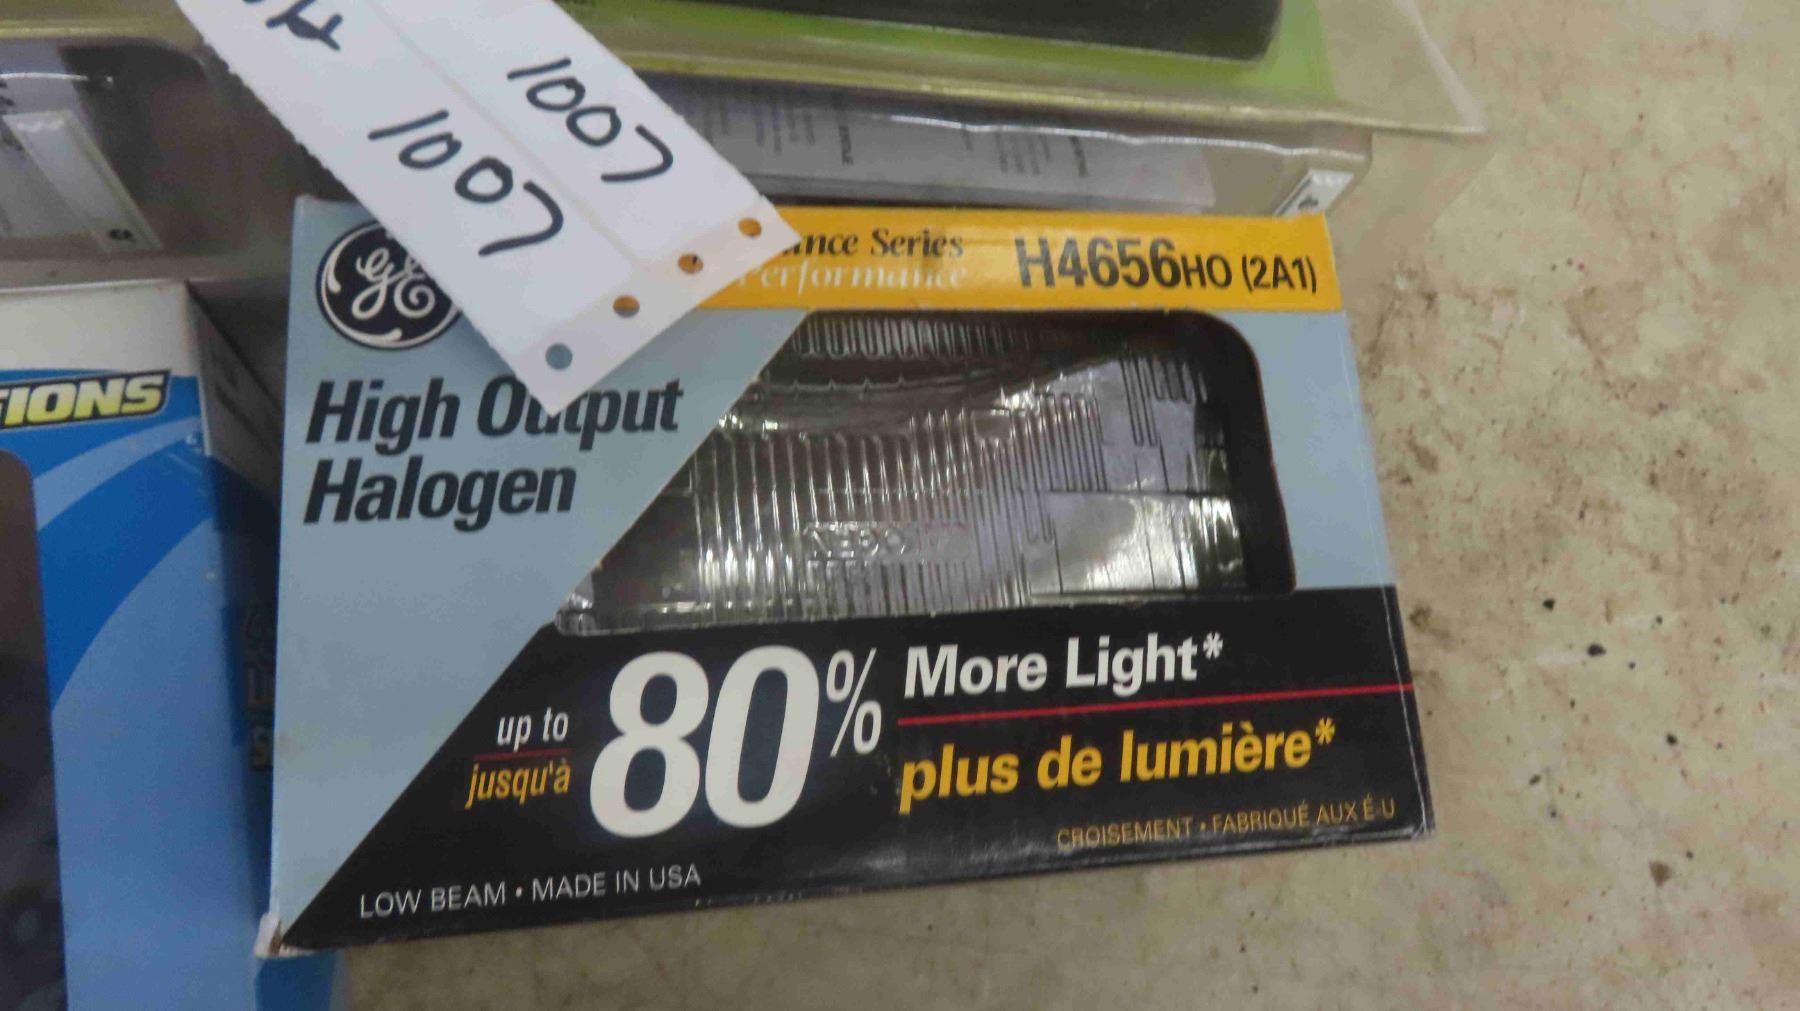 1007
1007
GE
Series
H4656HO (2A1)
erformance
IONS
High Output
Halogen
up to
jusqu'à
80%
More Light*
plus de lumière*
CROISEMENT • FABRIQUÉ AUX É-U
LOW BEAM • MADE IN USA